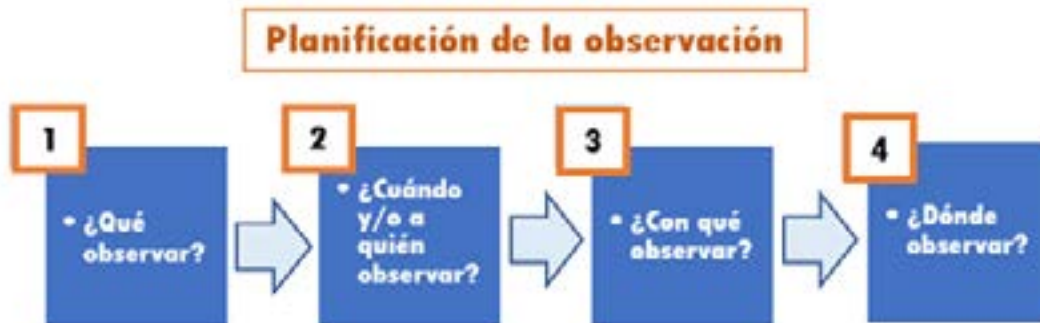 Planificación de la observación
1
• ¿Qué
observar?
2
• ¿Cuándo
y/o a
quién
observar?
3
• ¿Con qué
observar?
4
• ¿Dónde
observar?